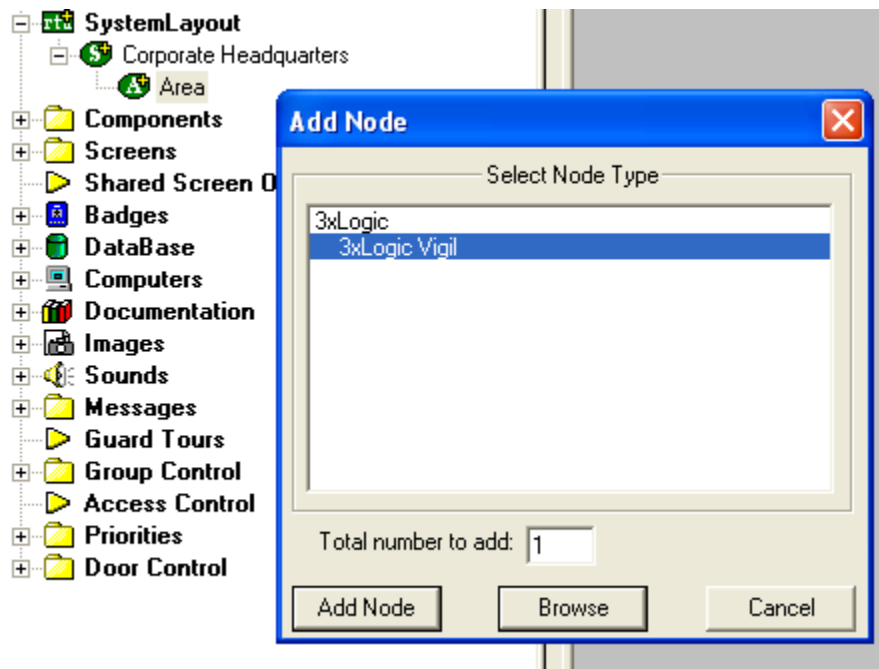 rtu SystemLayout
S Corporate Headquarters
A Area
Components
Screens
Shared Screen O
Badges
DataBase
Computers
Documentation
Images
Sounds
Messages
Guard Tours
Group Control
Access Control
Priorities
Door Control
Add Node
Select Node Type
3xLogic
3xLogic Vigil
Total number to add: 1
Add Node Browse Cancel